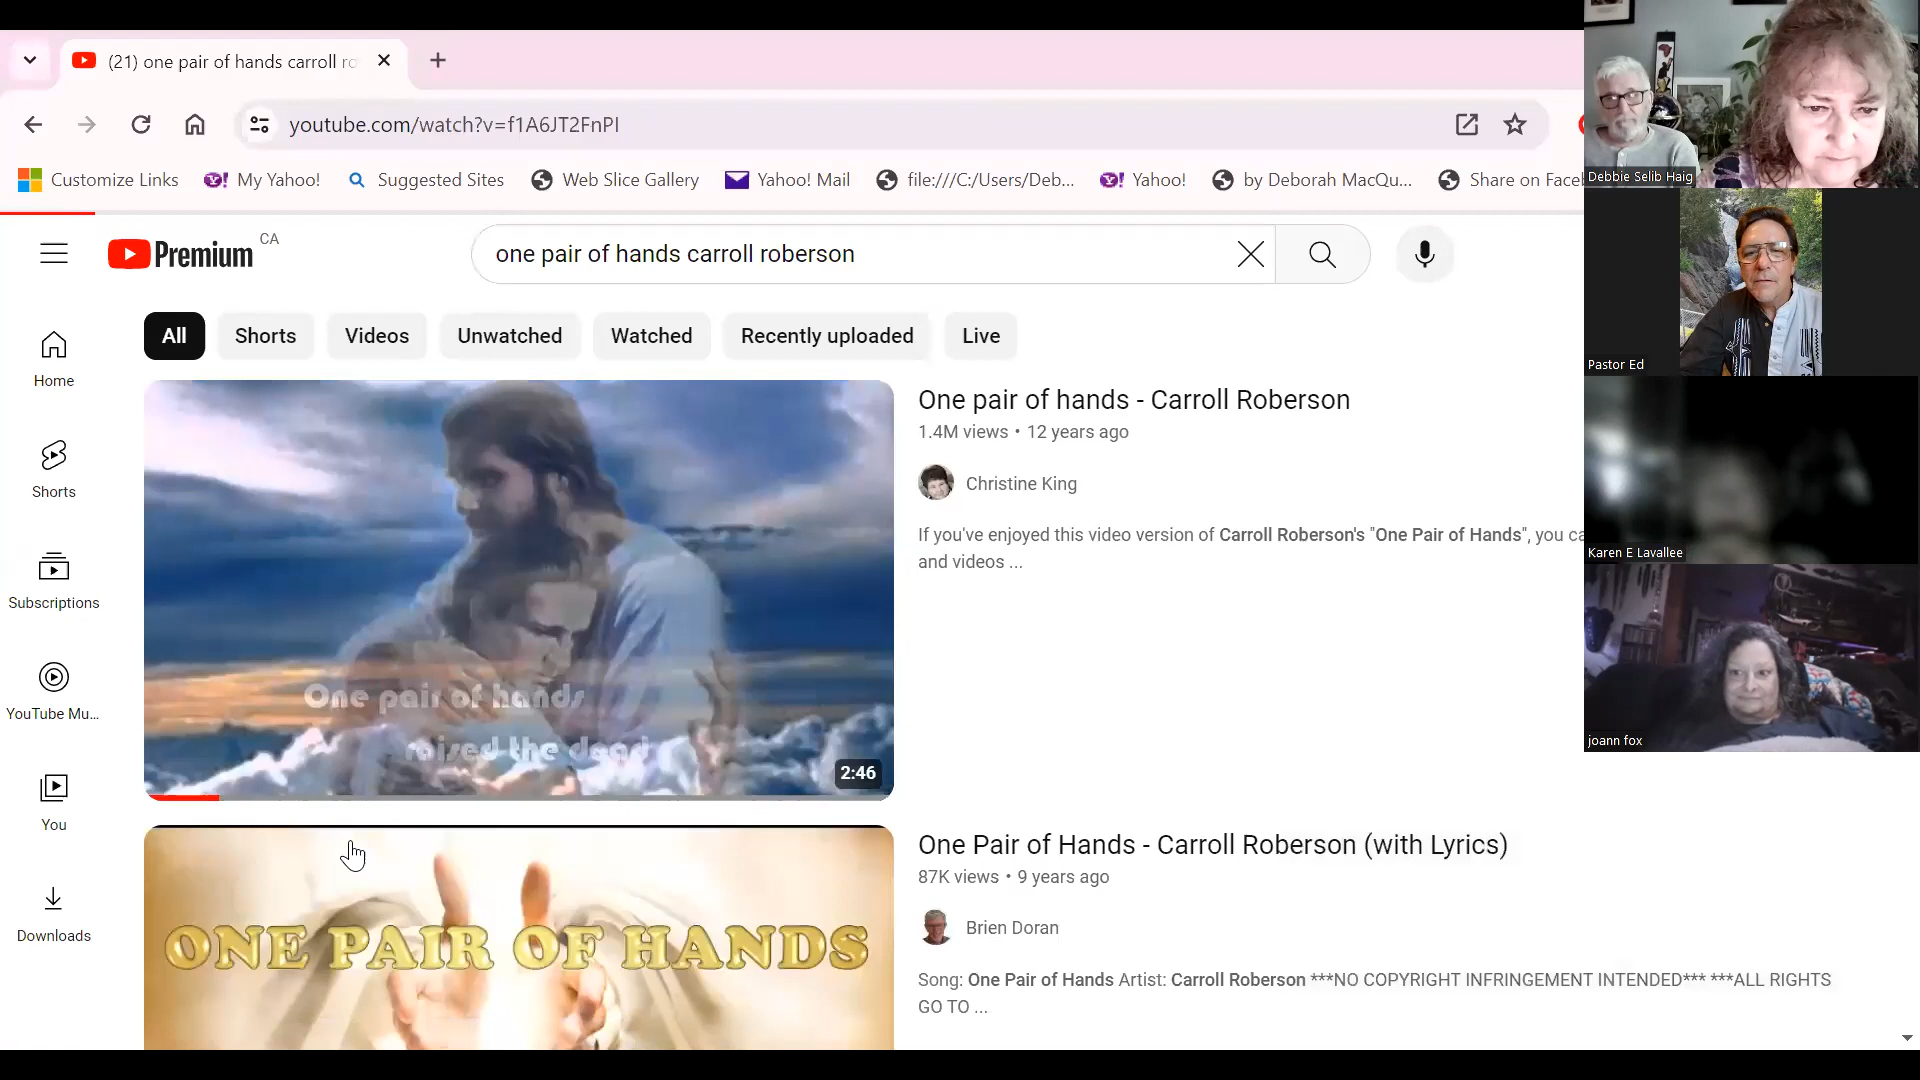 (21) one pair of hands carroll ro
youtube.com/watch?v=f1A6JT2FnPI
Customize Links
My Yahoo!
Suggested Sites
Web Slice Gallery
Yahoo! Mail
file:///C:/Users/Deb...
Yahoo!
by Deborah MacQu...
Share on Face
Debbie Selib Haig
Premium
CA
one pair of hands carroll roberson
All
Shorts
Videos
Unwatched
Watched
Recently uploaded
Live
Home
Shorts
Subscriptions
YouTube Mu...
You
Downloads
One pair of hands
raised the dead
2:46
One pair of hands - Carroll Roberson
1.4M views • 12 years ago
Christine King
If you've enjoyed this video version of Carroll Roberson's "One Pair of Hands", you ca
and videos ...
Pastor Ed
Karen E Lavallee
joann fox
ONE PAIR OF HANDS
One Pair of Hands - Carroll Roberson (with Lyrics)
87K views • 9 years ago
Brien Doran
Song: One Pair of Hands Artist: Carroll Roberson ***NO COPYRIGHT INFRINGEMENT INTENDED*** ***ALL RIGHTS
GO TO ...